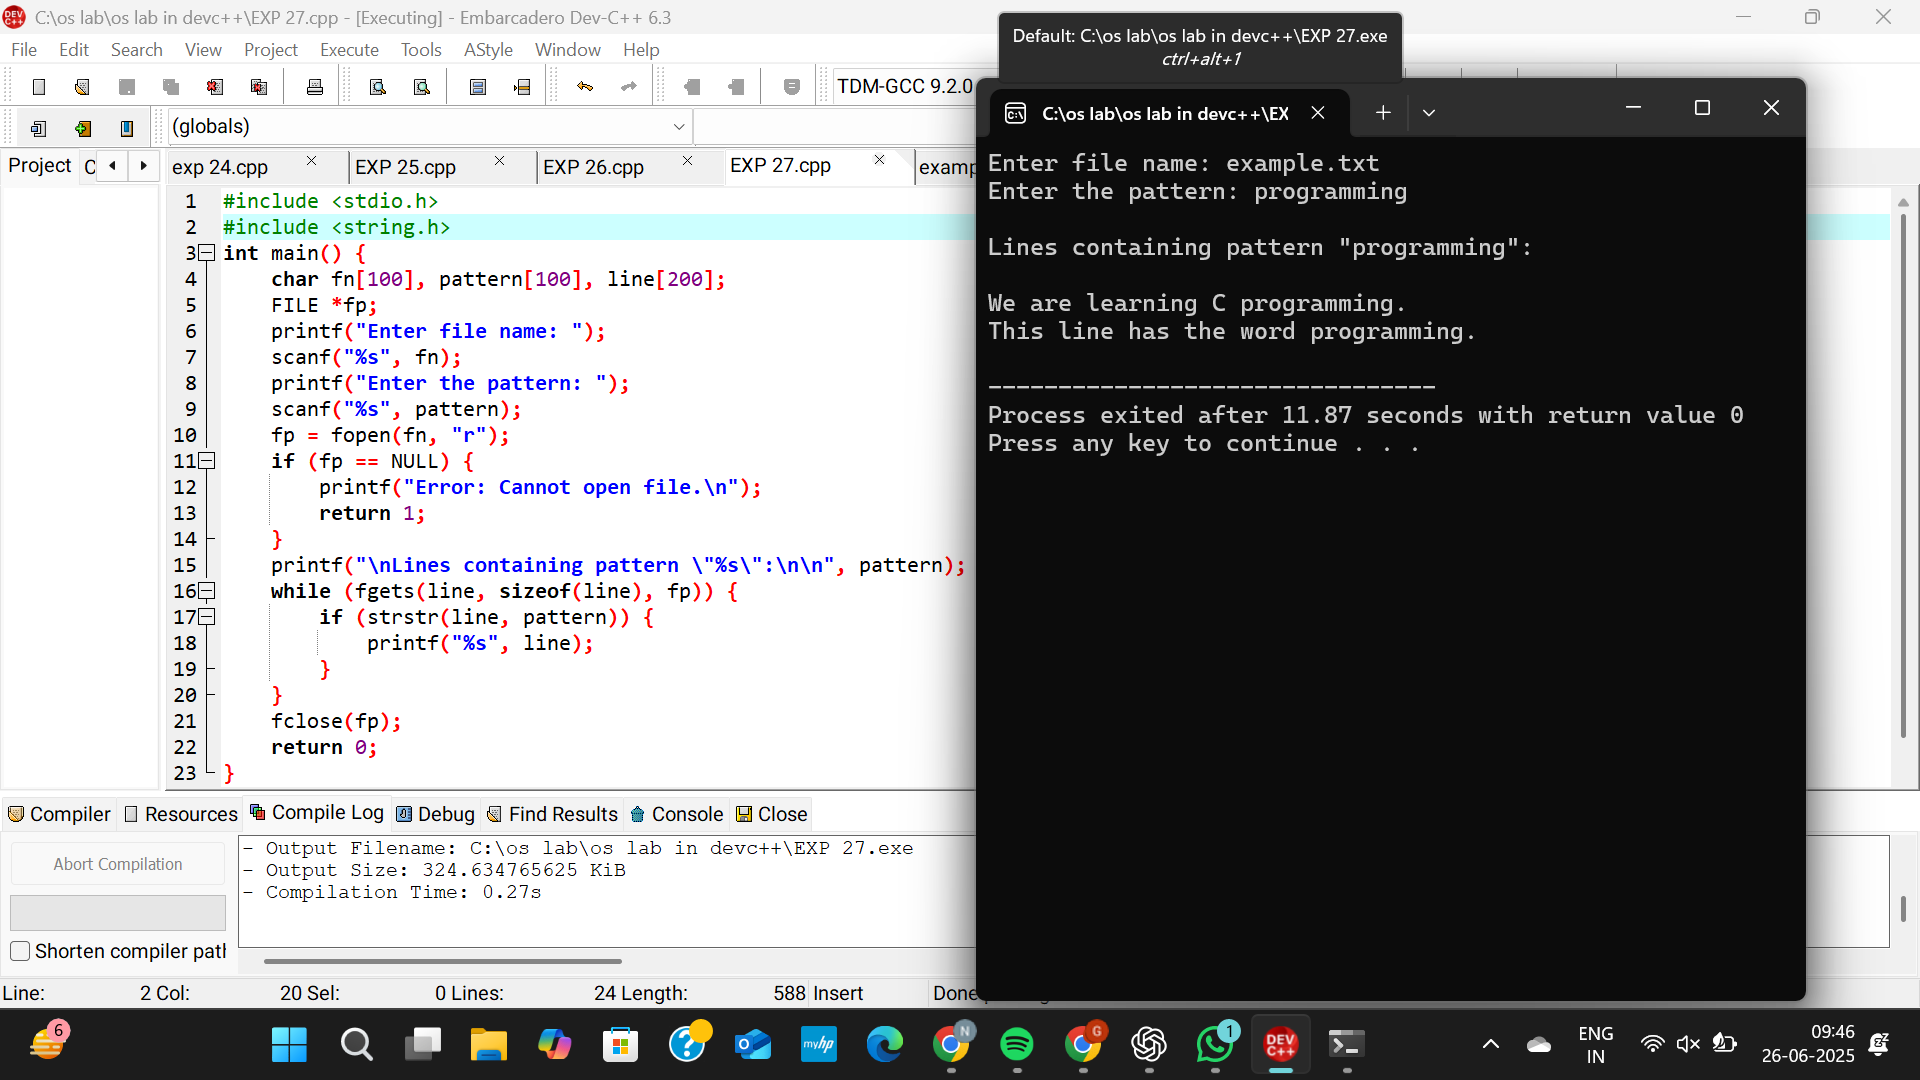 C:\os lab\os lab in devc++\EXP 27.cpp - [Executing] - Embarcadero Dev-C++ 6.3
File Edit Search View Project Execute Tools AStyle Window Help
Default: C:\os lab\os lab in devc++\EXP 27.exe
ctrl+alt+1
TDM-GCC 9.2.0
(globals)
Project C
exp 24.cpp EXP 25.cpp EXP 26.cpp EXP 27.cpp examp
1 #include <stdio.h>
2 #include <string.h>
3 int main() {
4 char fn[100], pattern[100], line[200];
5 FILE *fp;
6 printf("Enter file name: ");
7 scanf("%s", fn);
8 printf("Enter the pattern: ");
9 scanf("%s", pattern);
10 fp = fopen(fn, "r");
11 if (fp == NULL) {
12 printf("Error: Cannot open file.\n");
13 return 1;
14 }
15 printf("\nLines containing pattern \"%s\":\n\n", pattern);
16 while (fgets(line, sizeof(line), fp)) {
17 if (strstr(line, pattern)) {
18 printf("%s", line);
19 }
20 }
21 fclose(fp);
22 return 0;
23 }
C:\os lab\os lab in devc++\EX
Enter file name: example.txt
Enter the pattern: programming
Lines containing pattern "programming":
We are learning C programming.
This line has the word programming.
--------------------------------
Process exited after 11.87 seconds with return value 0
Press any key to continue . . .
Compiler Resources Compile Log Debug Find Results Console Close
Abort Compilation
Shorten compiler path
- Output Filename: C:\os lab\os lab in devc++\EXP 27.exe
- Output Size: 324.634765625 KiB
- Compilation Time: 0.27s
Line: 2 Col: 20 Sel: 0 Lines: 24 Length: 588 Insert Done
6
myhp
N
G
1
DEV C++
ENG
IN
09:46
26-06-2025